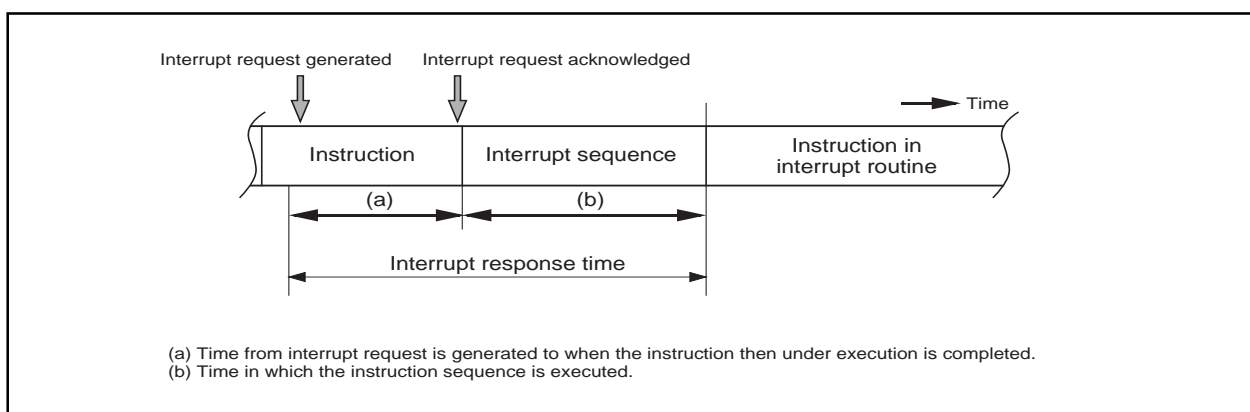 Interrupt request generated
Interrupt request acknowledged
Time
Instruction
Interrupt sequence
Instruction in
interrupt routine
(a)
(b)
Interrupt response time
(a) Time from interrupt request is generated to when the instruction then under execution is completed.
(b) Time in which the instruction sequence is executed.